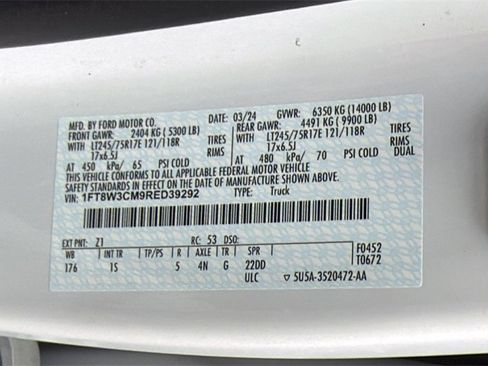 MFD. BY FORD MOTOR CO. DATE: 03/24 GVWR: 6350 KG (14000 LB)
FRONT GAWR: 2404 KG (5300 LB) REAR GAWR: 4491 KG (9900 LB)
WITH LT245/75R17E 121/118R TIRES WITH LT245/75R17E 121/118R TIRES
17x6.5J RIMS 17x6.5J RIMS
AT 450 kPa/ 65 PSI COLD AT 480 kPa/ 70 PSI COLD DUAL
THIS VEHICLE CONFORMS TO ALL APPLICABLE FEDERAL MOTOR VEHICLE
SAFETY STANDARDS IN EFFECT ON THE DATE OF MANUFACTURE SHOWN ABOVE.
VIN: 1FT8W3CM9RED39292 TYPE: Truck
EXT PNT: Z1 RC: 53 DSO: F0452
WB INT TR TP/PS R AXLE TR SPR T0672
176 1S 5 4N G 22DD
ULC 5U5A-3520472-AA